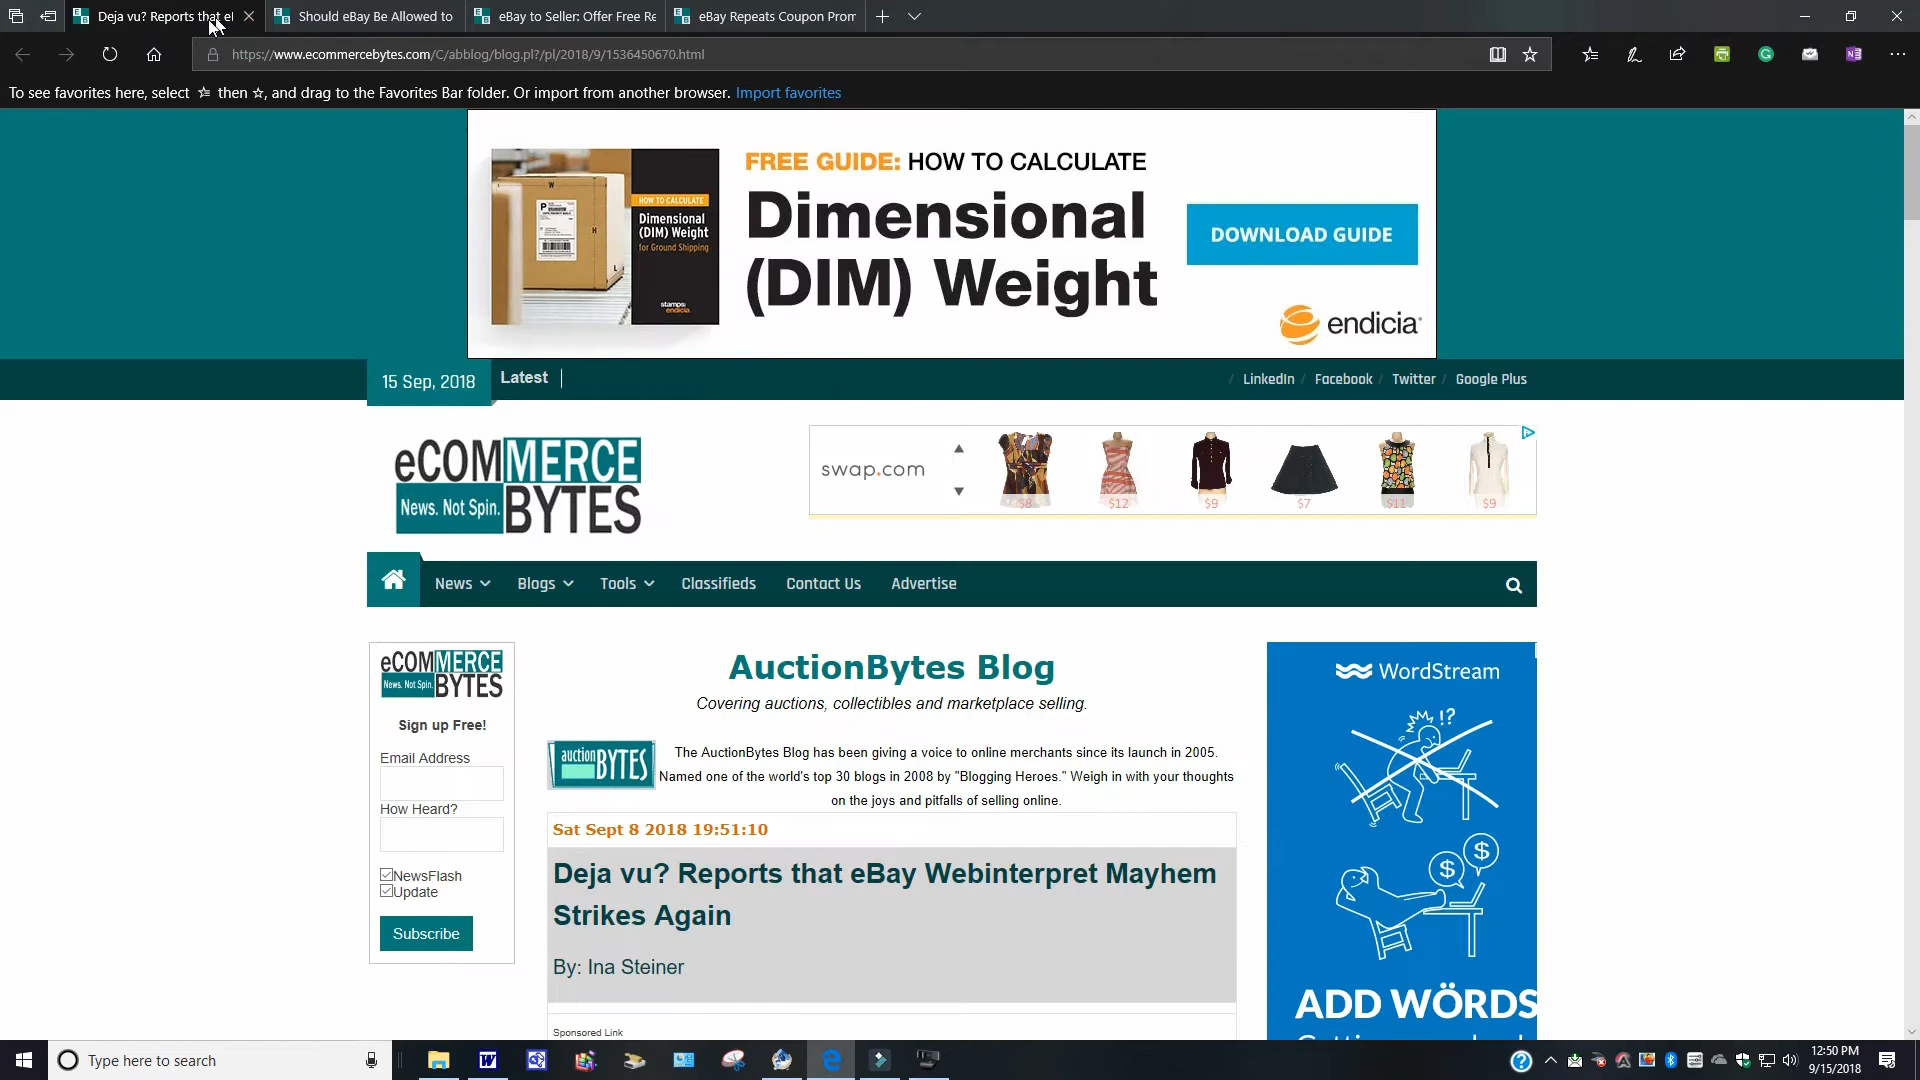 Deja vu? Reports that el
Should eBay Be Allowed to
eBay to Seller: Offer Free Re
eBay Repeats Coupon Prom
https://www.ecommercebytes.com/C/abblog/blog.pl?/pl/2018/9/1536450670.html
To see favorites here, select then ☆, and drag to the Favorites Bar folder. Or import from another browser. Import favorites
FREE GUIDE: HOW TO CALCULATE
Dimensional
(DIM) Weight
DOWNLOAD GUIDE
endicia
HOW TO CALCULATE
Dimensional
(DIM) Weight
for Ground Shipping
stamps
endicia
P
W
H
L
15 Sep, 2018
Latest
/ LinkedIn / Facebook / Twitter / Google Plus
eCOMMERCE
News. Not Spin. BYTES
swap.com
$8 $12 $9 $7 $11 $9
News Blogs Tools Classifieds Contact Us Advertise
eCOMMERCE
News. Not Spin. BYTES
Sign up Free!
Email Address
How Heard?
NewsFlash
Update
Subscribe
AuctionBytes Blog
Covering auctions, collectibles and marketplace selling.
auction BYTES
The AuctionBytes Blog has been giving a voice to online merchants since its launch in 2005.
Named one of the world's top 30 blogs in 2008 by "Blogging Heroes." Weigh in with your thoughts
on the joys and pitfalls of selling online.
Sat Sept 8 2018 19:51:10
Deja vu? Reports that eBay Webinterpret Mayhem
Strikes Again
By: Ina Steiner
Sponsored Link
WordStream
!?
$ $
ADD WÖRDS
Type here to search
12:50 PM
9/15/2018